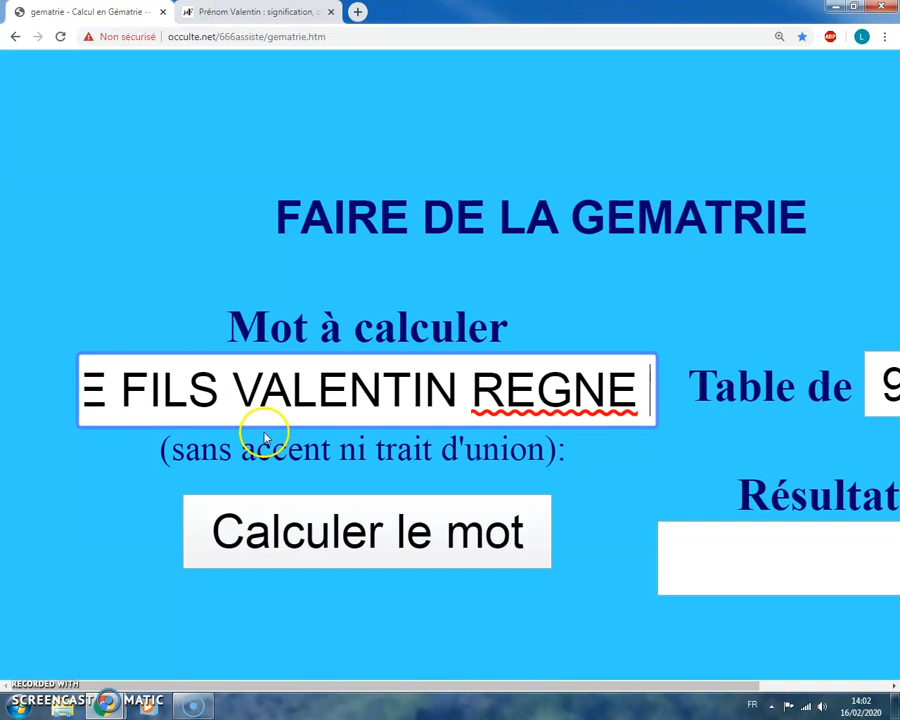 gematrie - Calcul en Gématrie -
Prénom Valentin : signification, o
Non sécurisé
occulte.net/666assiste/gematrie.htm
ABP
L
FAIRE DE LA GEMATRIE
Mot à calculer
E FILS VALENTIN REGNE
Table de 9
(sans accent ni trait d'union):
Résultat
Calculer le mot
RECORDED WITH
SCREENCAST MATIC
FR
14:02
16/02/2020